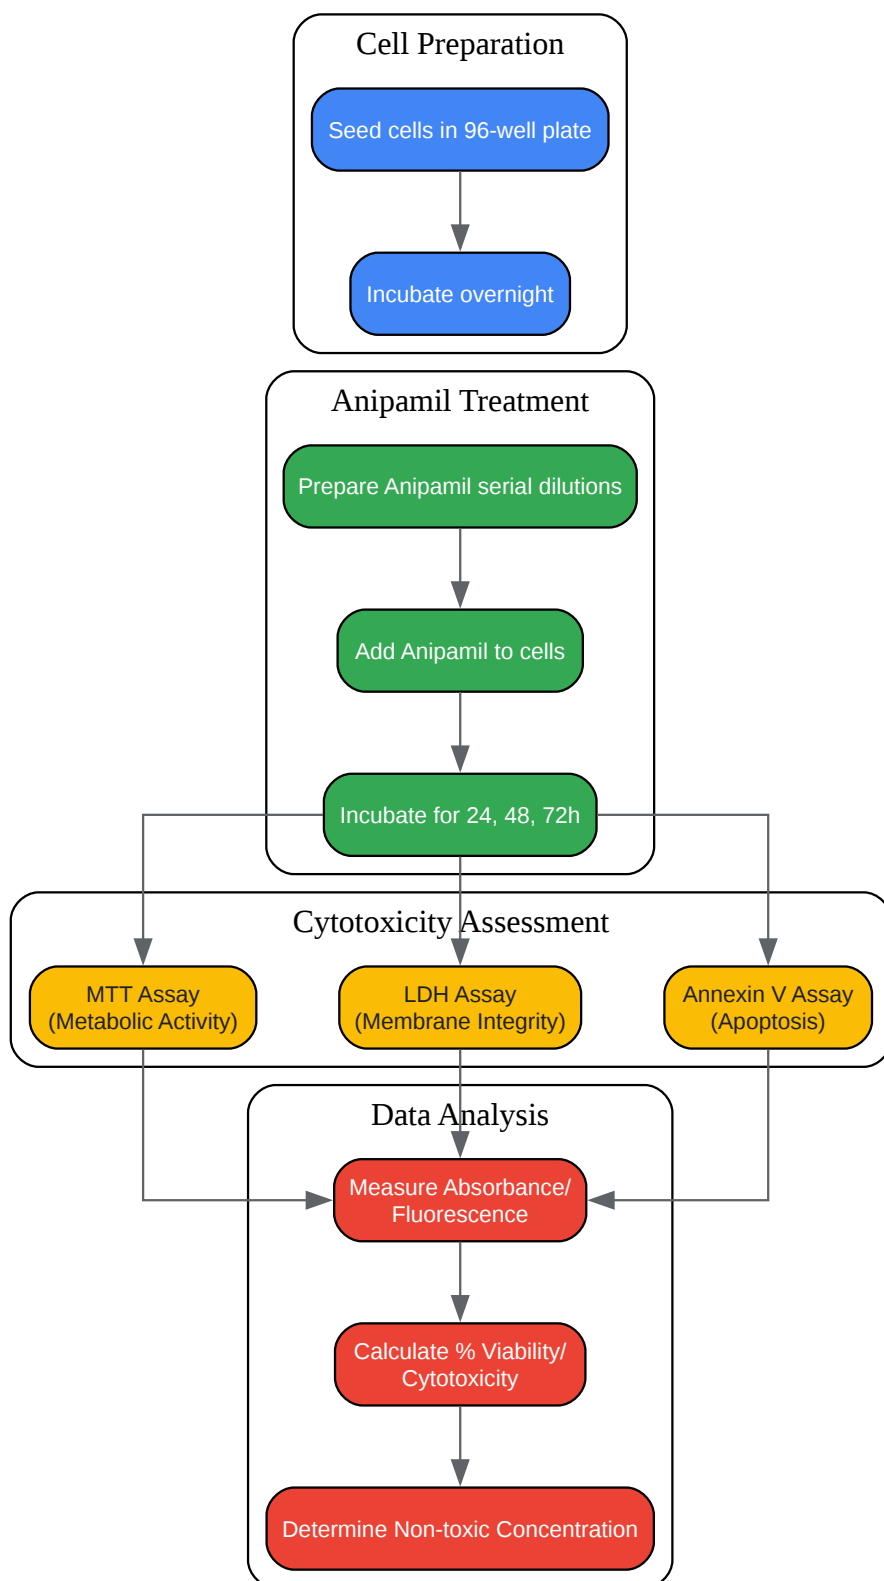 Cell Preparation
Seed cells in 96-well plate
Incubate overnight
Anipamil Treatment
Prepare Anipamil serial dilutions
Add Anipamil to cells
Incubate for 24, 48, 72h
Cytotoxicity Assessment
MTT Assay
(Metabolic Activity)
LDH Assay
(Membrane Integrity)
Annexin V Assay
(Apoptosis)
Data Analysis
Measure Absorbance/
Fluorescence
Calculate % Viability/
Cytotoxicity
Determine Non-toxic Concentration